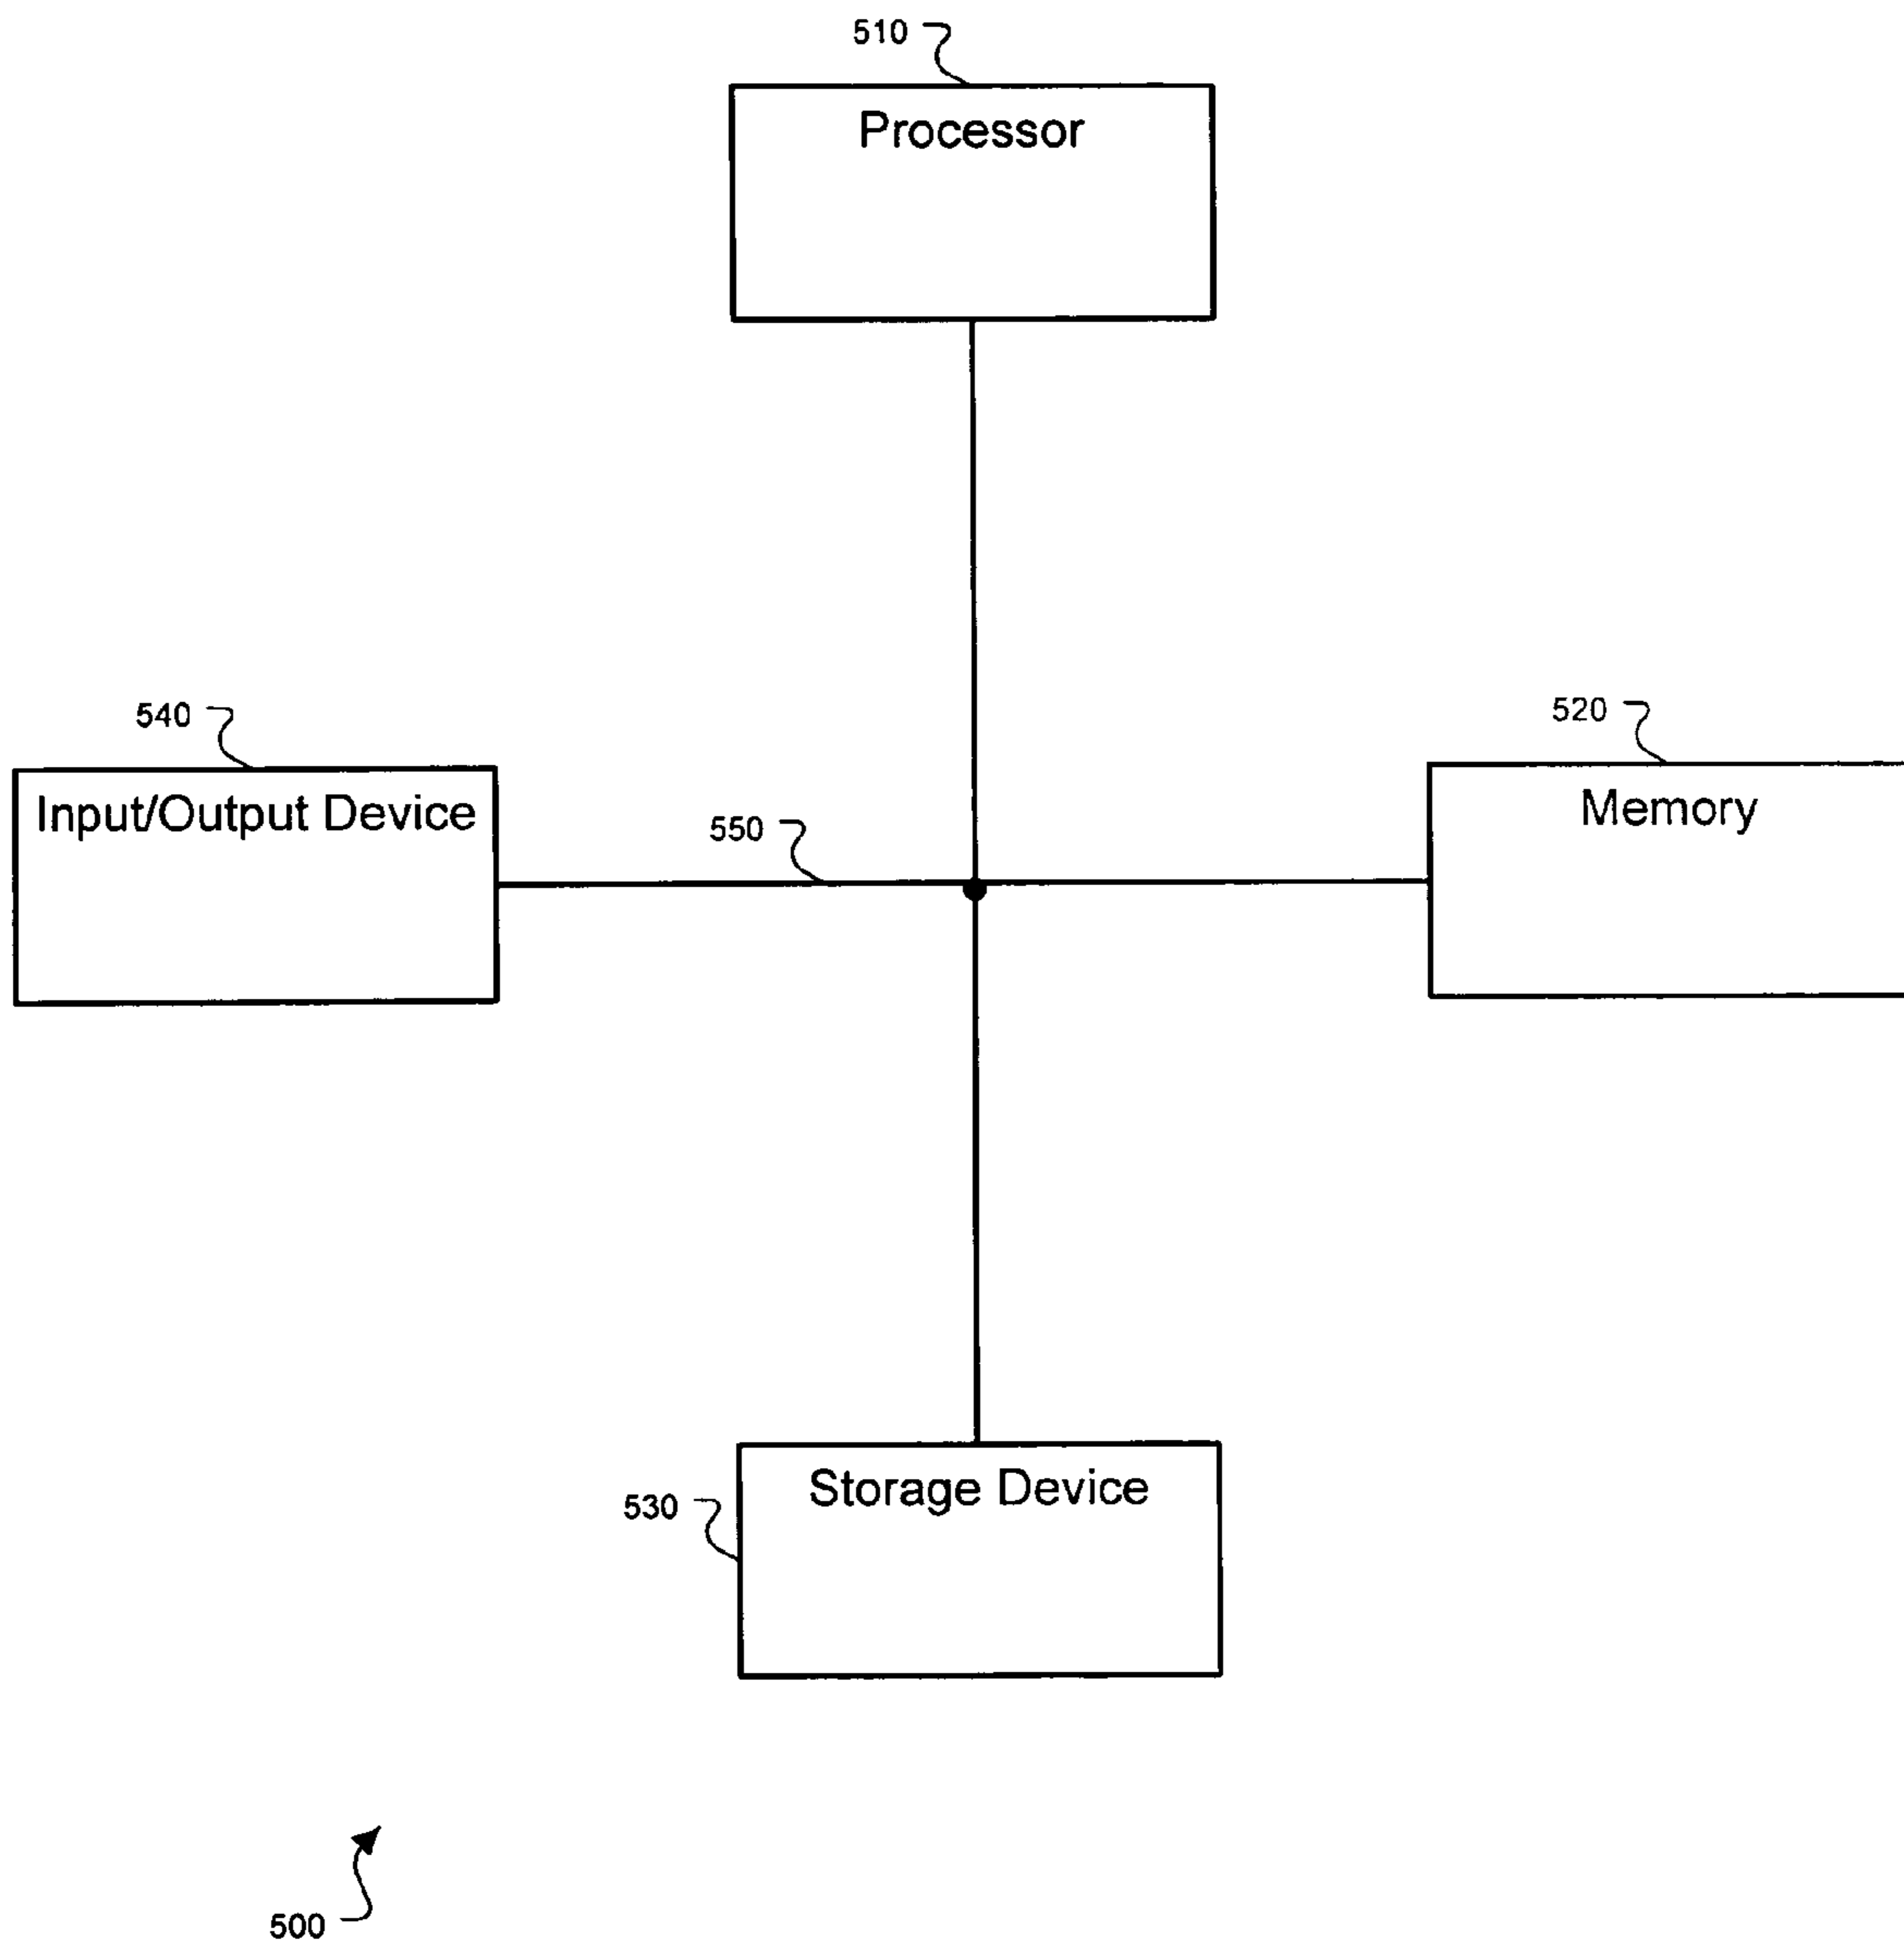 510
Processor
540
520
Input/Output Device
550
Memory
Storage Device
530
500